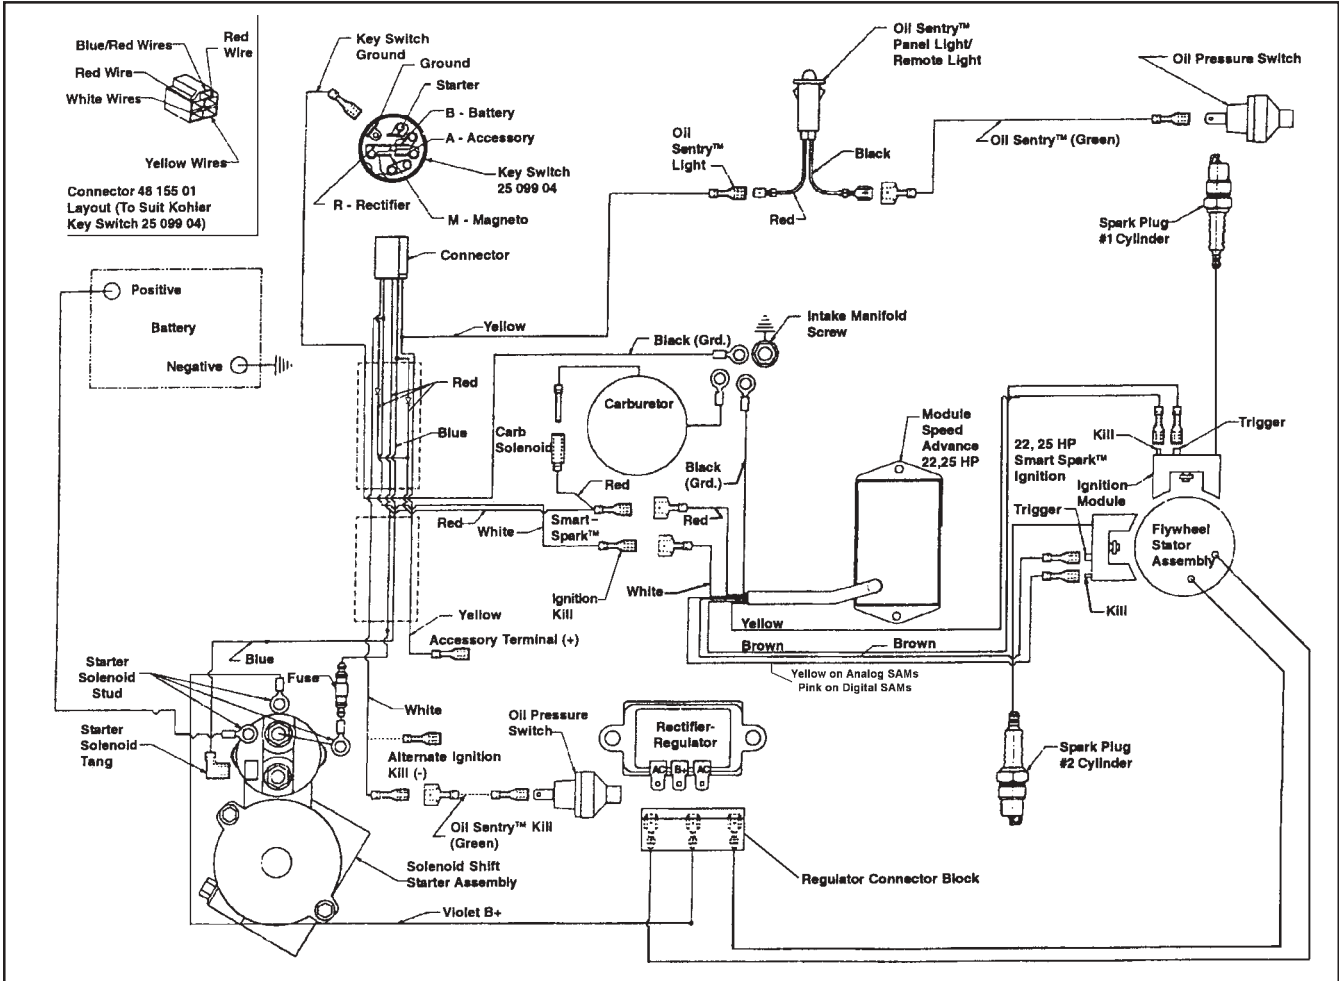 Blue/Red Wires
Red
Wire
Red Wire
White Wires
Yellow Wires
Connector 48 155 01
Layout (To Suit Kohler
Key Switch 25 099 04)
Key Switch
Ground
Ground
Starter
B - Battery
A - Accessory
Key Switch
25 099 04
R - Rectifier
M - Magneto
Connector
Oil Sentry™
Panel Light/
Remote Light
Oil
Sentry™
Light
Black
Red
Oil Pressure Switch
Oil Sentry™ (Green)
Spark Plug
#1 Cylinder
Positive
Battery
Negative
Yellow
Black (Grd.)
Intake Manifold
Screw
Red
Blue
Carb
Solenoid
Carburetor
Black
(Grd.)
Red
Module
Speed
Advance
22,25 HP
22, 25 HP
Smart Spark™
Ignition
Kill
Trigger
Ignition
Module
Trigger
Flywheel
Stator
Assembly
Kill
Red
White
Smart-
Spark™
Red
Ignition
Kill
White
Yellow
Accessory Terminal (+)
Yellow
Brown
Brown
Yellow on Analog SAMs
Pink on Digital SAMs
Blue
Starter
Solenoid
Stud
Fuse
White
Starter
Solenoid
Tang
Alternate Ignition
Kill (-)
Oil Pressure
Switch
Rectifier-
Regulator
AC
B+
AC
Spark Plug
#2 Cylinder
Oil Sentry™ Kill
(Green)
Solenoid Shift
Starter Assembly
Regulator Connector Block
Violet B+